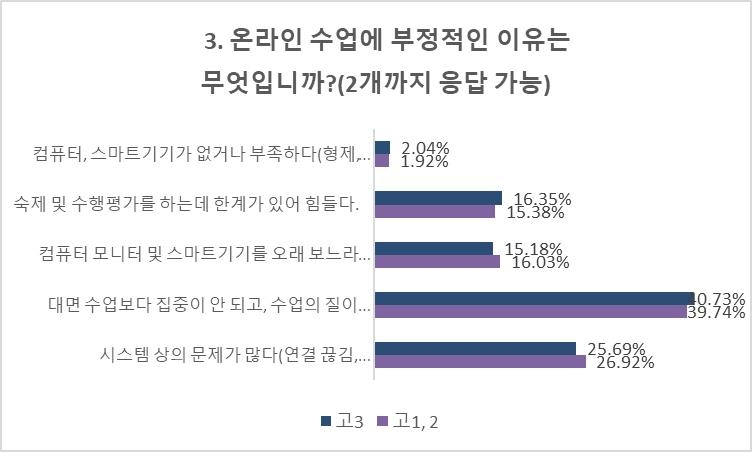 3. 온라인 수업에 부정적인 이유는
무엇입니까?(2개까지 응답 가능)
컴퓨터, 스마트기기가 없거나 부족하다(형제,...
2.04%
1.92%
숙제 및 수행평가를 하는데 한계가 있어 힘들다.
16.35%
15.38%
컴퓨터 모니터 및 스마트기기를 오래 보느라...
15.18%
16.03%
대면 수업보다 집중이 안 되고, 수업의 질이...
40.73%
39.74%
시스템 상의 문제가 많다(연결 끊김,...
25.69%
26.92%
고3 고1, 2